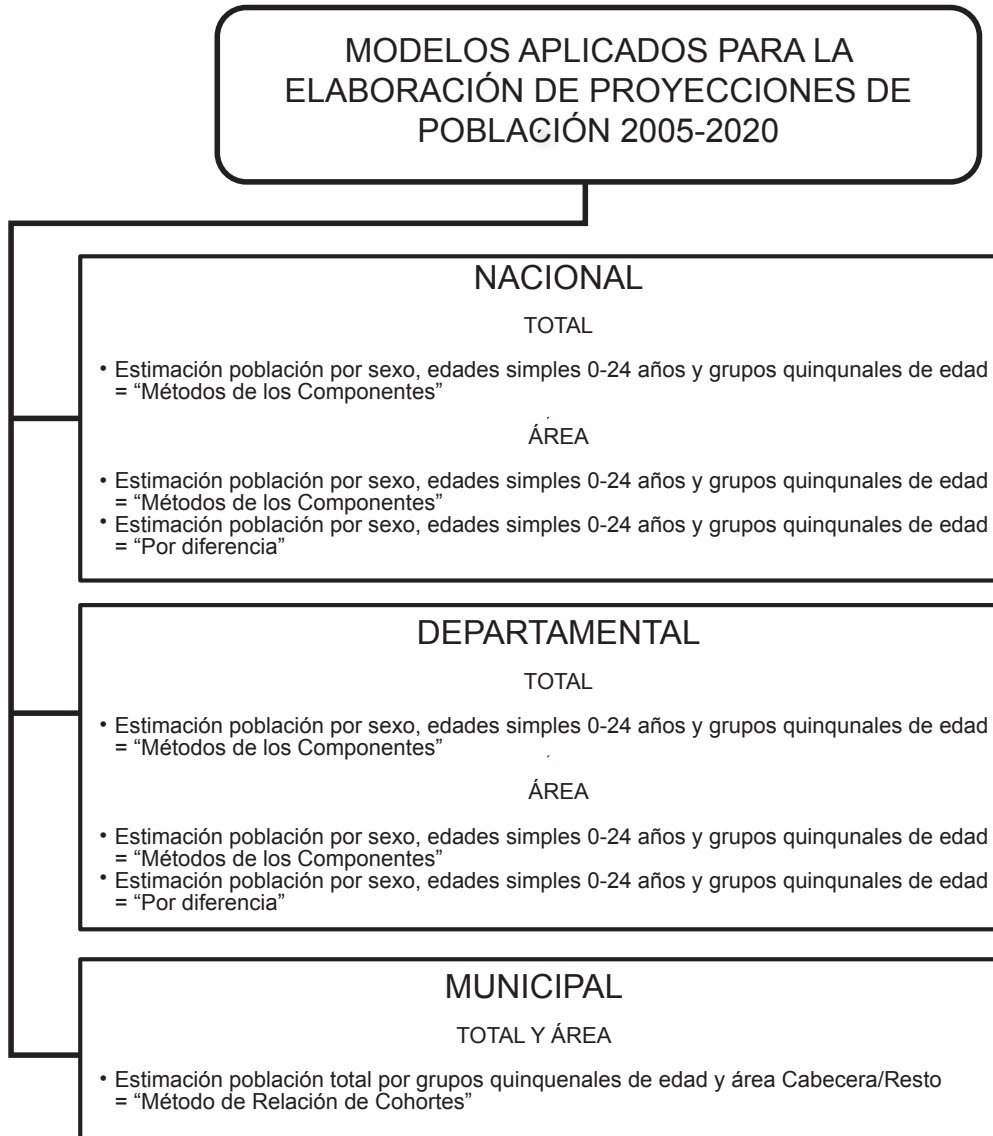 MODELOS APLICADOS PARA LA
ELABORACIÓN DE PROYECCIONES DE
POBLACIÓN 2005-2020
NACIONAL
TOTAL
• Estimación población por sexo, edades simples 0-24 años y grupos quinqunales de edad
= “Métodos de los Componentes”
ÁREA
• Estimación población por sexo, edades simples 0-24 años y grupos quinqunales de edad
= “Métodos de los Componentes”
• Estimación población por sexo, edades simples 0-24 años y grupos quinqunales de edad
= “Por diferencia”
DEPARTAMENTAL
TOTAL
• Estimación población por sexo, edades simples 0-24 años y grupos quinqunales de edad
= “Métodos de los Componentes”
ÁREA
• Estimación población por sexo, edades simples 0-24 años y grupos quinqunales de edad
= “Métodos de los Componentes”
• Estimación población por sexo, edades simples 0-24 años y grupos quinqunales de edad
= “Por diferencia”
MUNICIPAL
TOTAL Y ÁREA
• Estimación población total por grupos quinquenales de edad y área Cabecera/Resto
= “Método de Relación de Cohortes”